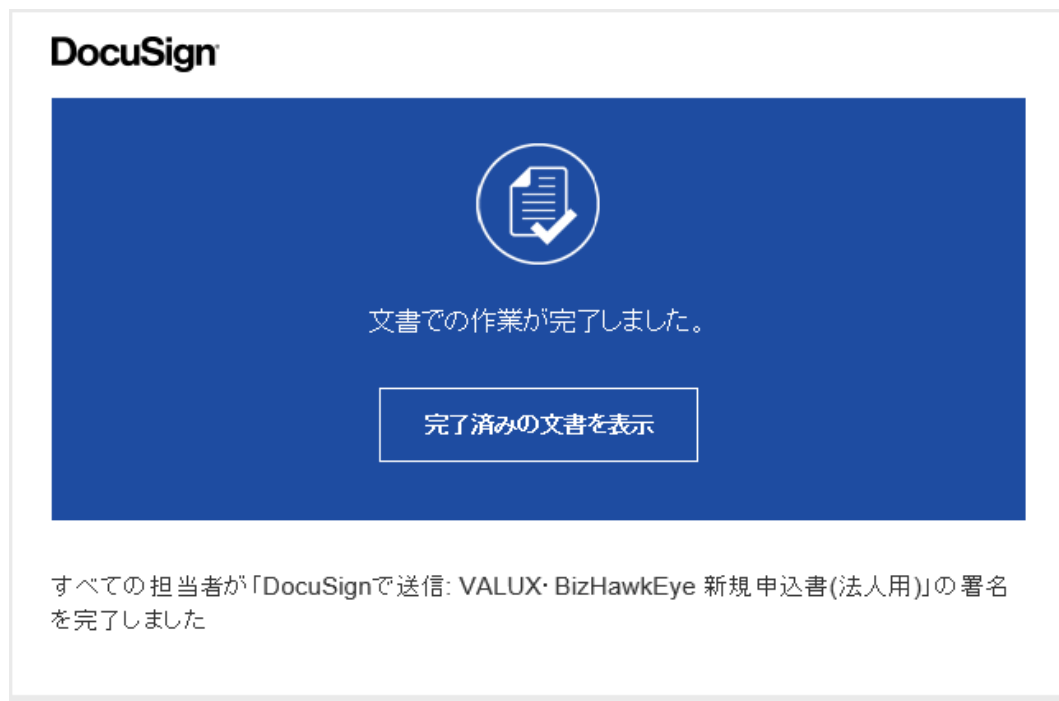 DocuSign
文書での作業が完了しました。
完了済みの文書を表示
すべての担当者が「DocuSignで送信: VALUX・BizHawkEye 新規申込書(法人用)」の署名
を完了しました